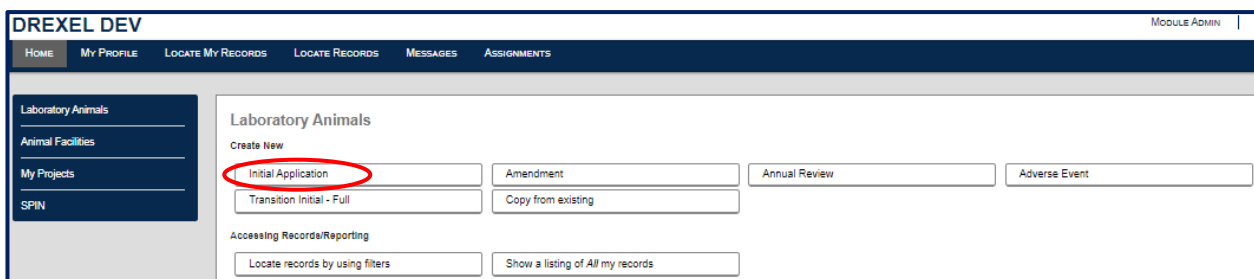 DREXEL DEV
MODULE ADMIN
HOME MY PROFILE LOCATE MY RECORDS LOCATE RECORDS MESSAGES ASSIGNMENTS
Laboratory Animals
Animal Facilities
My Projects
SPIN
Laboratory Animals
Create New
Initial Application Amendment Annual Review Adverse Event
Transition Initial - Full Copy from existing
Accessing Records/Reporting
Locate records by using filters Show a listing of All my records